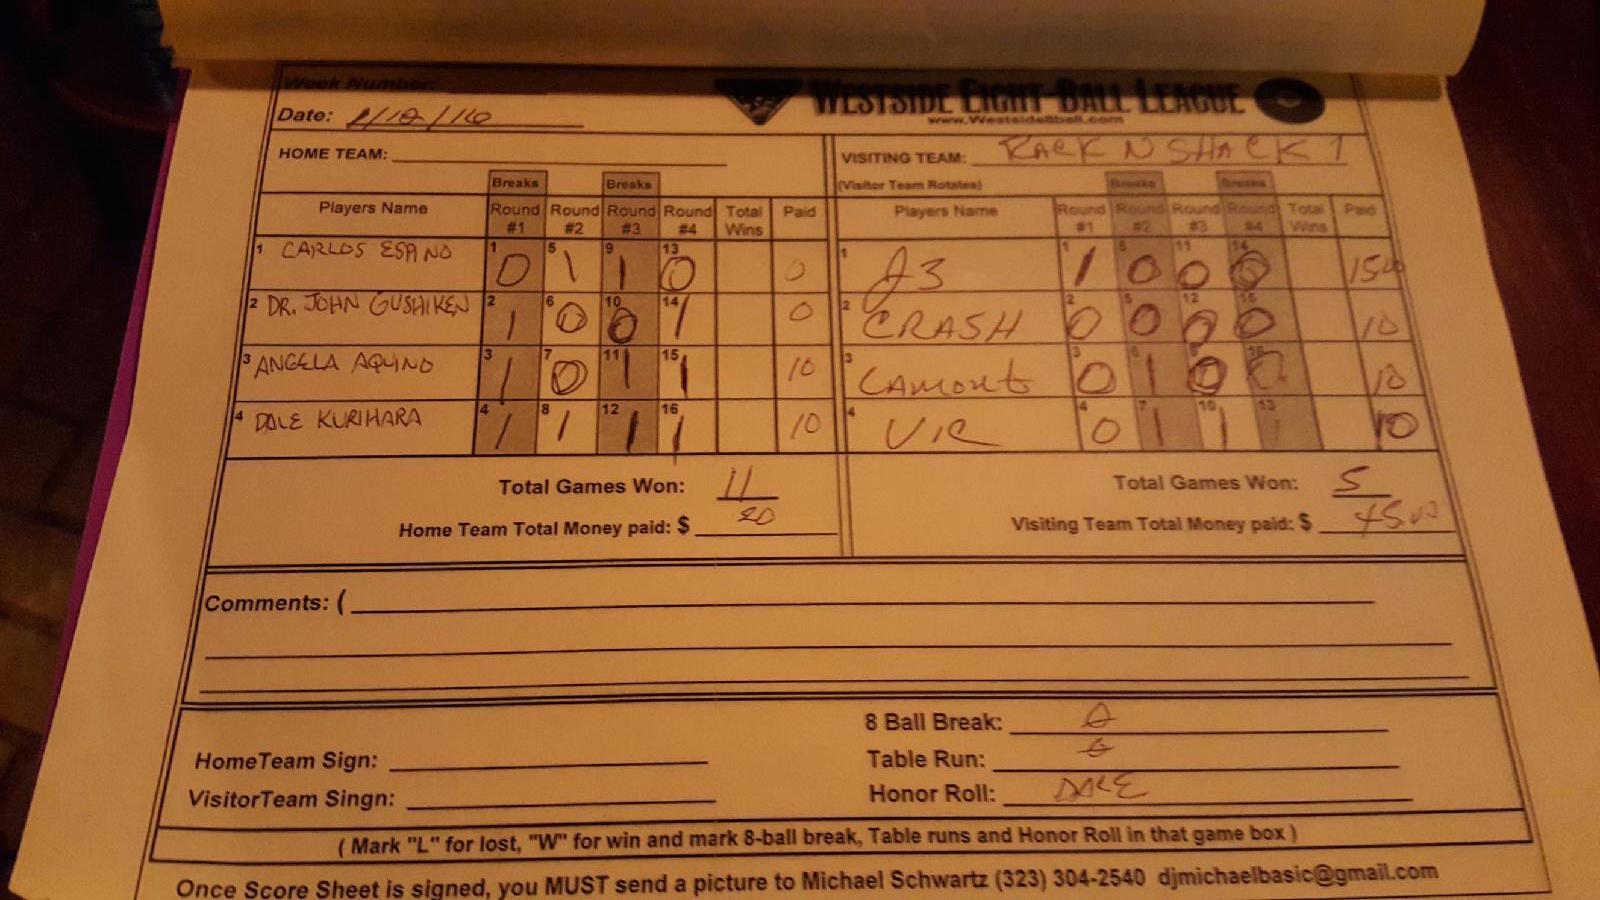 Week Number:
WESTSIDE EIGHT-BALL LEAGUE
www.Westside8ball.com
Date: 2/12/16
HOME TEAM:
VISITING TEAM: RACK N SHACK 1
(Visitor Team Rotates)
Breaks Breaks Breaks Breaks
Players Name Round #1 Round #2 Round #3 Round #4 Total Wins Paid Players Name Round #1 Round #2 Round #3 Round #4 Total Wins Paid
1 CARLOS ESPINO 1 0 5 1 9 1 13 0 0 1 J3 1 1 6 0 11 0 0 15.00
2 DR. JOHN GUSHIKEN 2 1 6 0 10 0 14 1 0 2 CRASH 2 0 5 0 12 0 0 10
3 ANGELA AQUINO 3 1 7 0 11 1 15 1 10 3 CAMONTE 3 0 1 0 0 10
4 DALE KURIHARA 4 1 8 1 12 1 16 1 10 4 VIC 4 0 7 1 10 1 13 1 10
Total Games Won: 11
Total Games Won: 5
Home Team Total Money paid: $ 20
Visiting Team Total Money paid: $ 45.00
Comments: (
8 Ball Break:
HomeTeam Sign:
Table Run:
VisitorTeam Singn:
Honor Roll: DALE
( Mark "L" for lost, "W" for win and mark 8-ball break, Table runs and Honor Roll in that game box )
Once Score Sheet is signed, you MUST send a picture to Michael Schwartz (323) 304-2540 djmichaelbasic@gmail.com